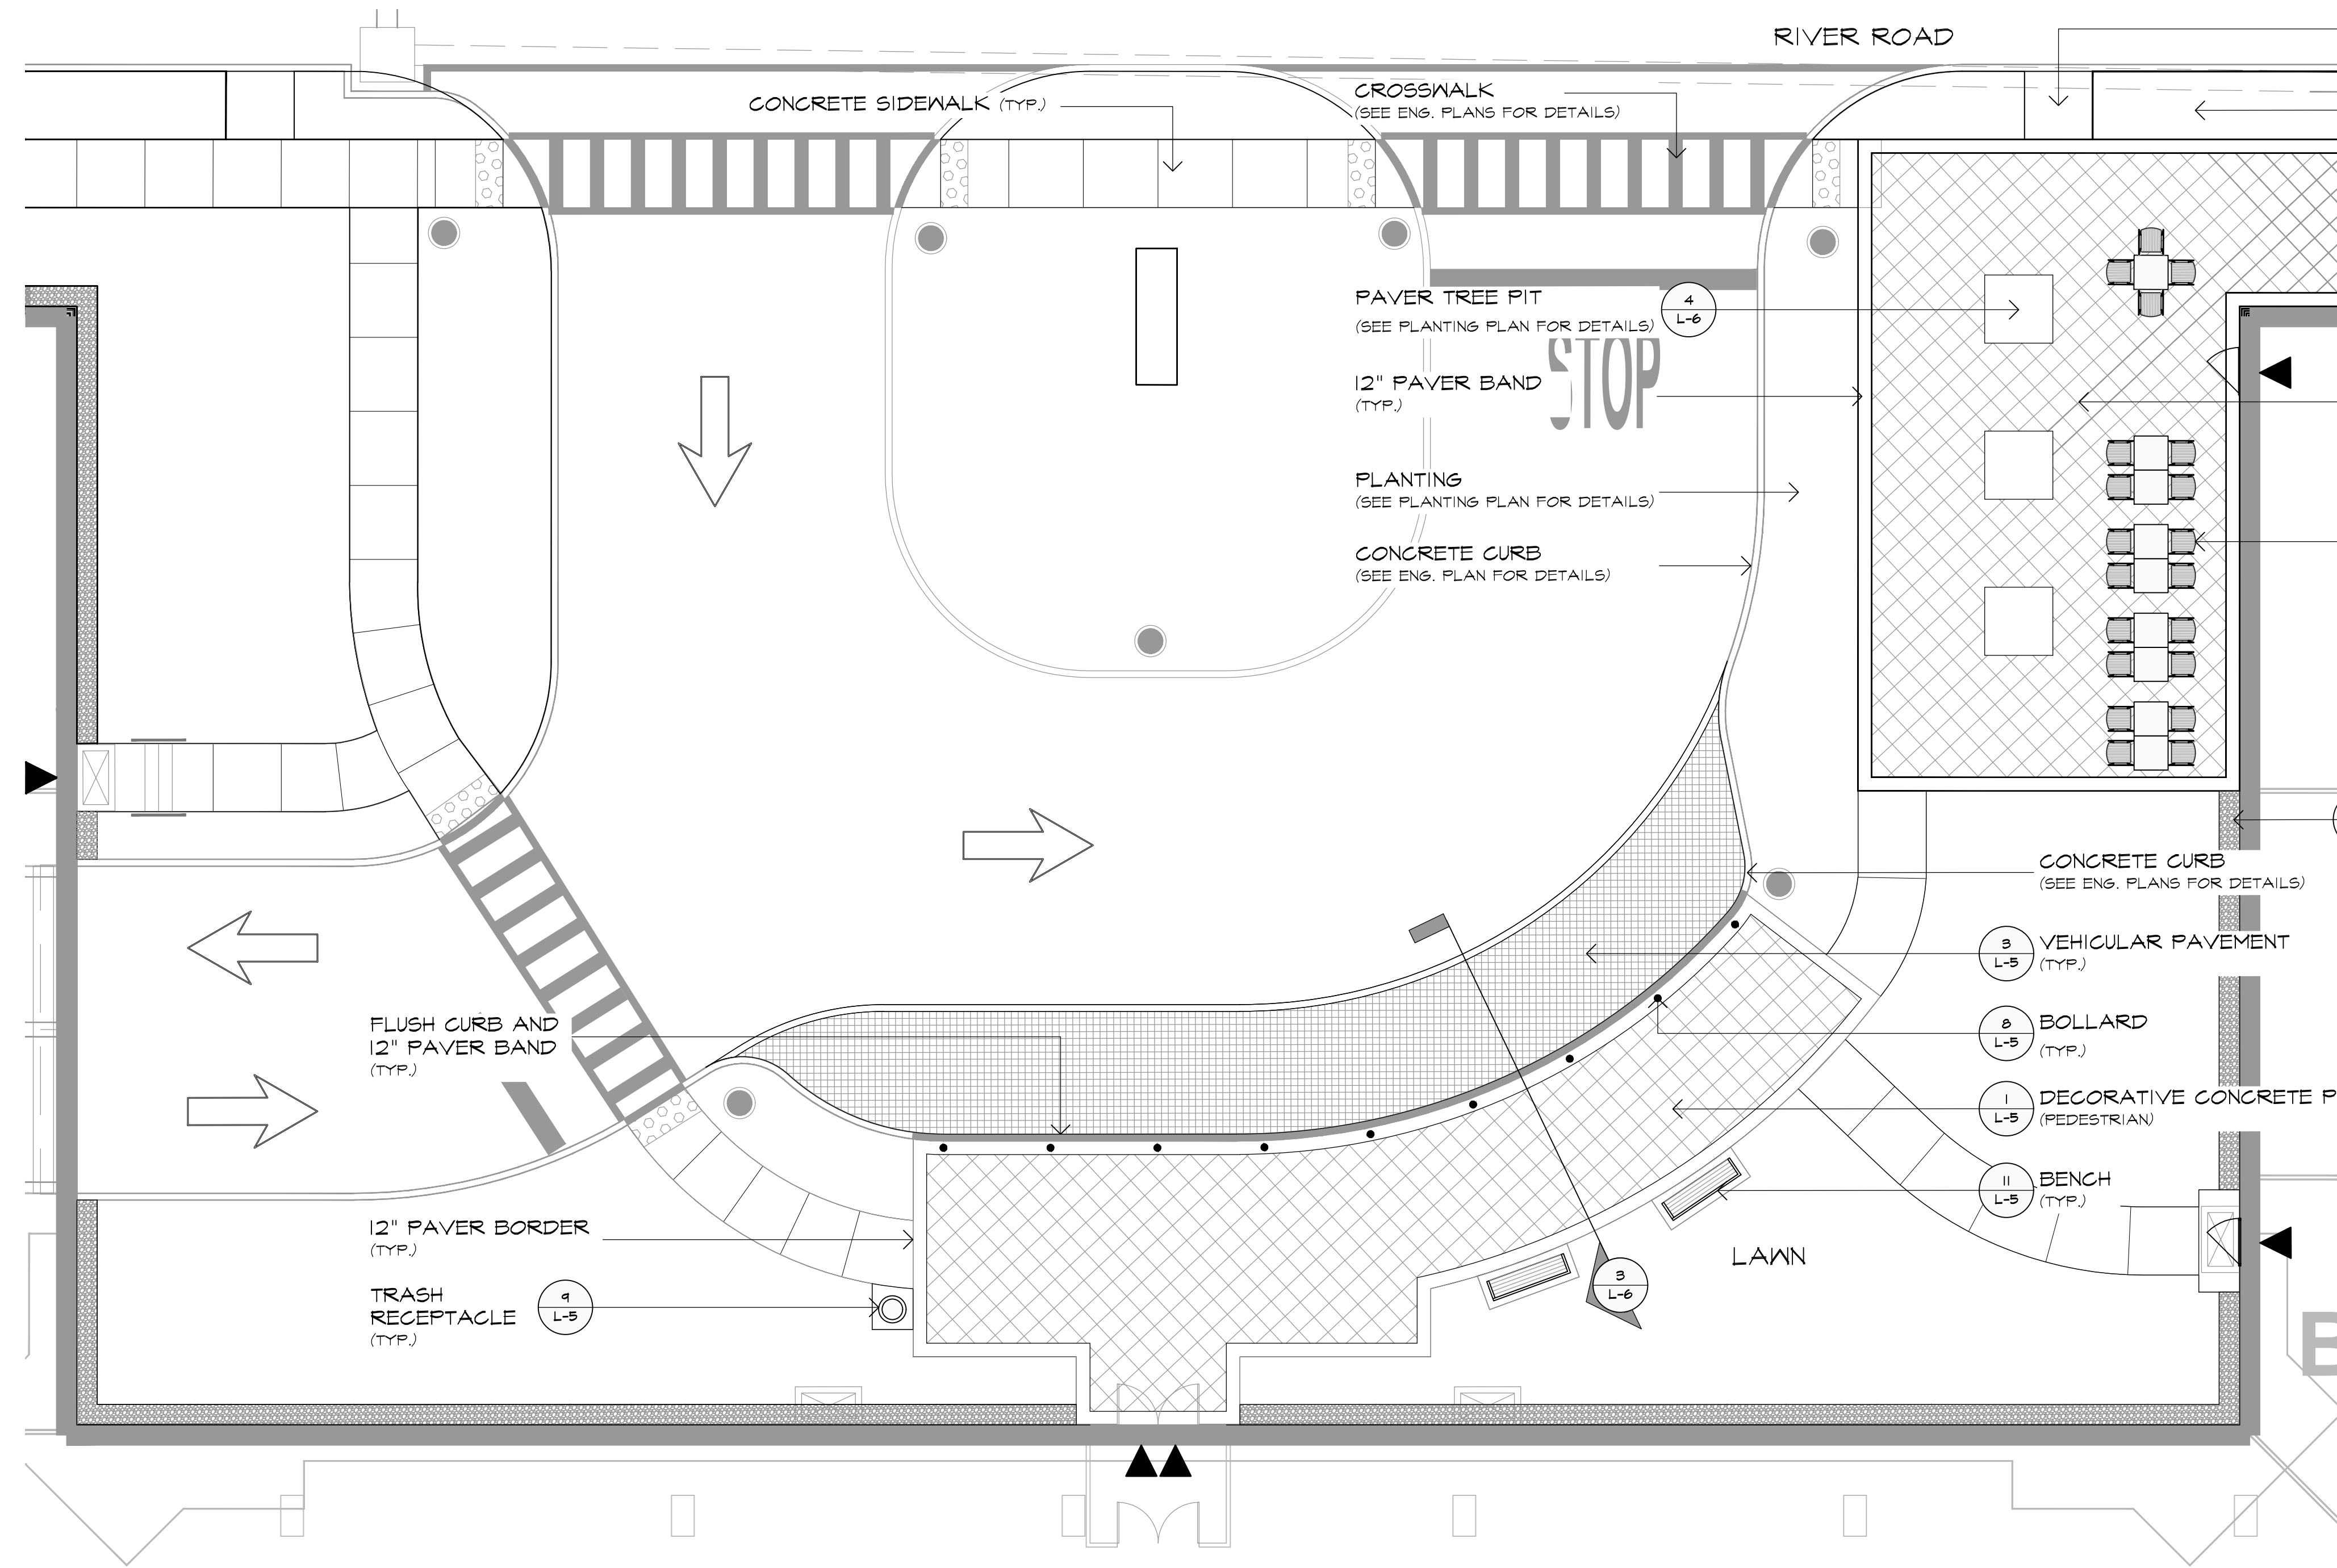 RIVER ROAD
CONCRETE SIDEWALK (TYP.)
CROSSWALK
(SEE ENG. PLANS FOR DETAILS)
PAVER TREE PIT
(SEE PLANTING PLAN FOR DETAILS)
4
L-6
STOP
12" PAVER BAND
(TYP.)
PLANTING
(SEE PLANTING PLAN FOR DETAILS)
CONCRETE CURB
(SEE ENG. PLAN FOR DETAILS)
CONCRETE CURB
(SEE ENG. PLANS FOR DETAILS)
3
L-5
VEHICULAR PAVEMENT
(TYP.)
8
L-5
BOLLARD
(TYP.)
1
L-5
DECORATIVE CONCRETE P
(PEDESTRIAN)
11
L-5
BENCH
(TYP.)
FLUSH CURB AND
12" PAVER BAND
(TYP.)
12" PAVER BORDER
(TYP.)
TRASH
RECEPTACLE
(TYP.)
9
L-5
LAWN
3
L-6
B